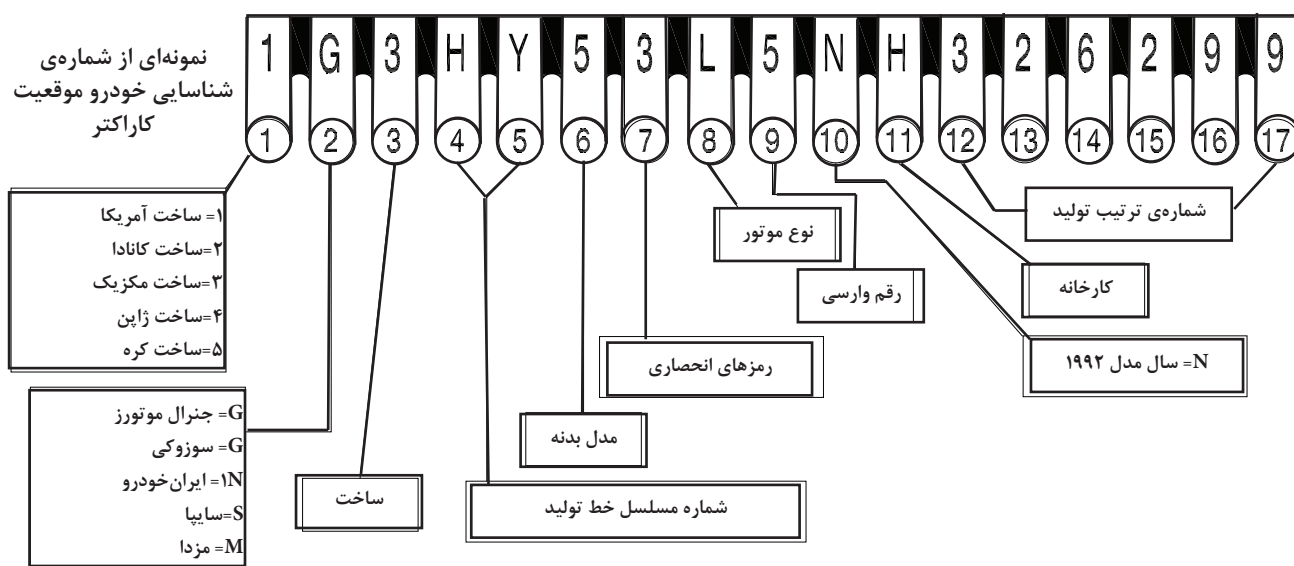 نمونه‌ای از شماره‌ی
شناسایی خودرو موقعیت
کاراکتر
1 G 3 H Y 5 3 L 5 N H 3 2 6 2 9 9
1 2 3 4 5 6 7 8 9 10 11 12 13 14 15 16 17
۱= ساخت آمریکا
۲=ساخت کانادا
۳=ساخت مکزیک
۴=ساخت ژاپن
۵=ساخت کره
G= جنرال موتورز
G= سوزوکی
۱N= ایران‌خودرو
S=سایپا
M= مزدا
ساخت
شماره مسلسل خط تولید
مدل بدنه
رمزهای انحصاری
نوع موتور
رقم وارسی
N= سال مدل ۱۹۹۲
کارخانه
شماره‌ی ترتیب تولید